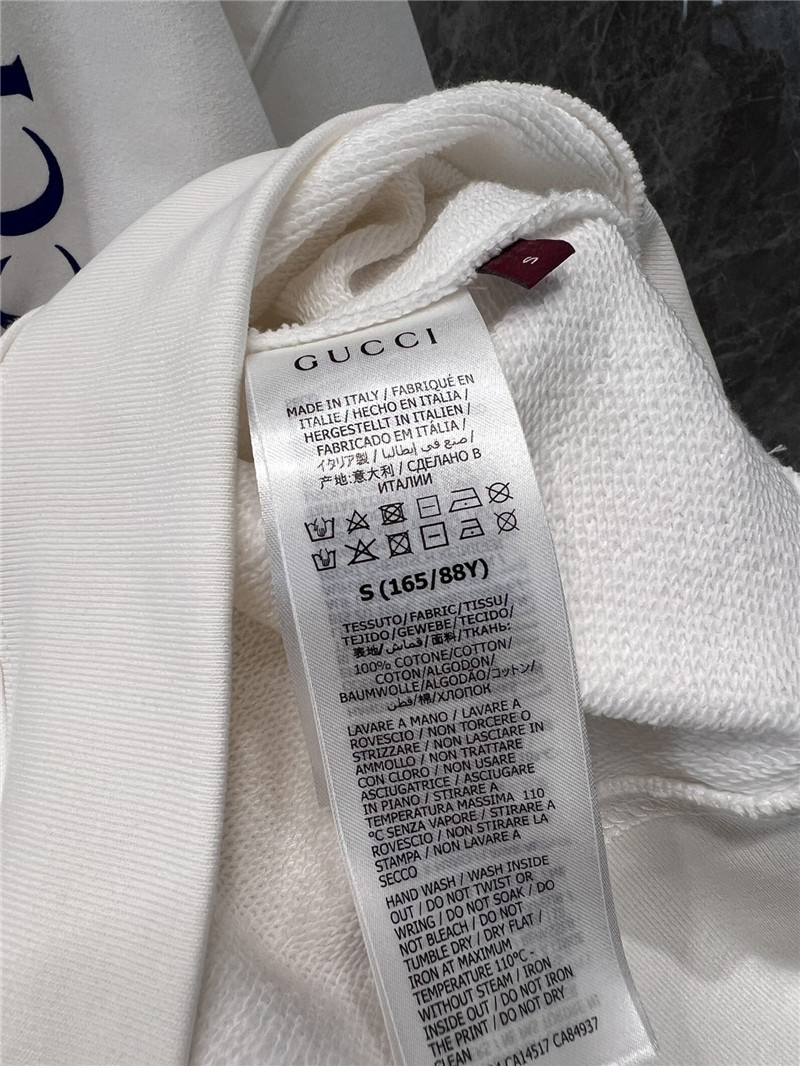 S
GUCCI
MADE IN ITALY / FABRIQUÉ EN
ITALIE / HECHO EN ITALIA /
HERGESTELLT IN ITALIEN /
FABRICADO EM ITÁLIA /
イタリア製 / صنع في إيطاليا /
产地:意大利 / СДЕЛАНО В
ИТАЛИИ
S (165/88Y)
TESSUTO/FABRIC/TISSU/
TEJIDO/GEWEBE/TECIDO/
表地/قماش/面料/ТКАНЬ:
100% COTONE/COTTON/
COTON/ALGODON/
BAUMWOLLE/ALGODÃO/コットン/
قطن/棉/ХЛОПОК
LAVARE A MANO / LAVARE A
ROVESCIO / NON TORCERE O
STRIZZARE / NON LASCIARE IN
AMMOLLO / NON TRATTARE
CON CLORO / NON USARE
ASCIUGATRICE / ASCIUGARE
IN PIANO / STIRARE A
TEMPERATURA MASSIMA 110
°C SENZA VAPORE / STIRARE A
ROVESCIO / NON STIRARE LA
STAMPA / NON LAVARE A
SECCO
HAND WASH / WASH INSIDE
OUT / DO NOT TWIST OR
WRING / DO NOT SOAK / DO
NOT BLEACH / DO NOT
TUMBLE DRY / DRY FLAT /
IRON AT MAXIMUM
TEMPERATURE 110°C -
WITHOUT STEAM / IRON
INSIDE OUT / DO NOT IRON
THE PRINT / DO NOT DRY
CLEAN
CA14517 CA84937